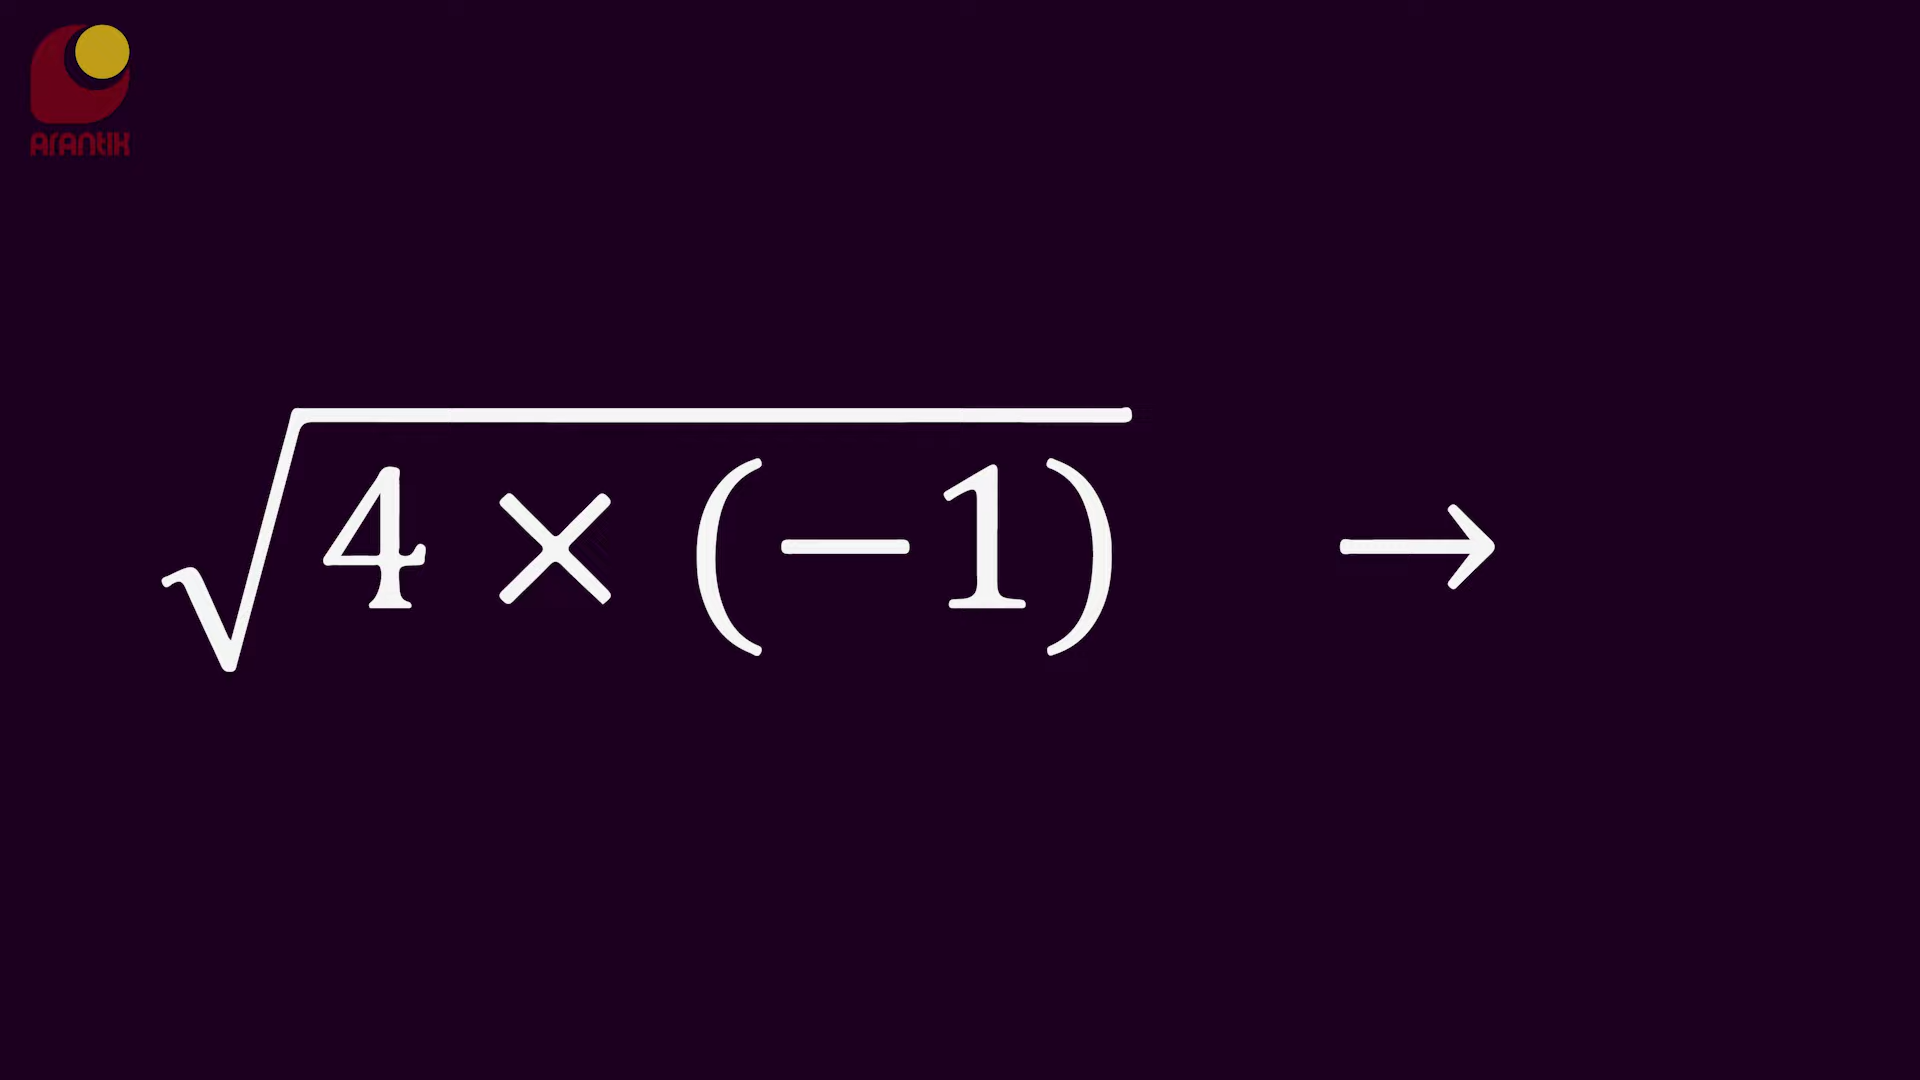 Arantik
√4 × (−1) →